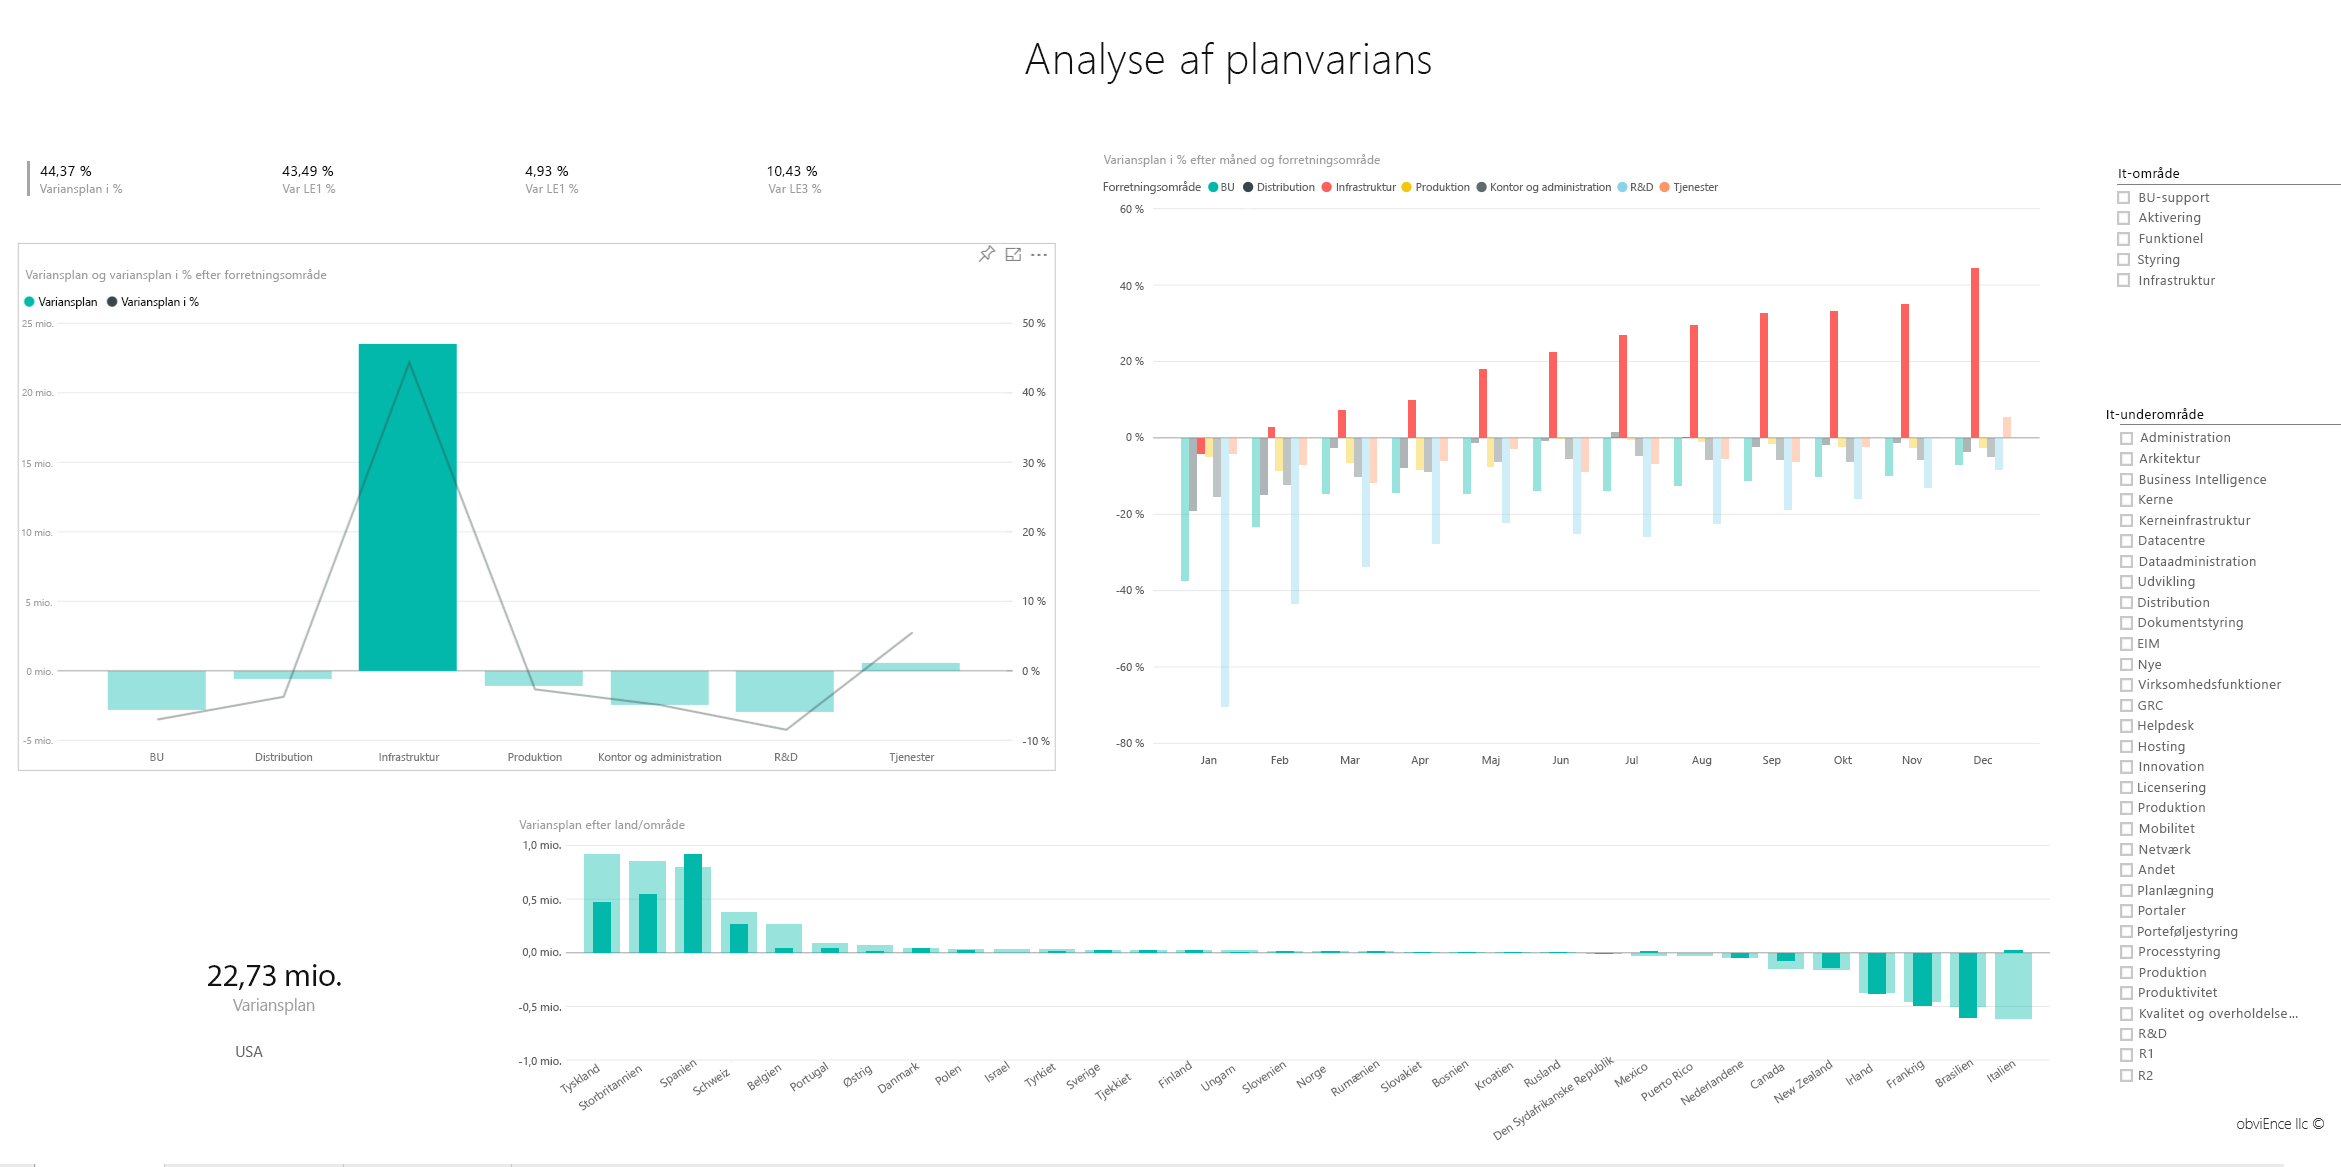 Analyse af planvarians
44,37 %
Variansplan i %
43,49 %
Var LE1 %
4,93 %
Var LE1 %
10,43 %
Var LE3 %
Variansplan og variansplan i % efter forretningsområde
Variansplan Variansplan i %
25 mio.
20 mio.
15 mio.
10 mio.
5 mio.
0 mio.
-5 mio.
50 %
40 %
30 %
20 %
10 %
0 %
-10 %
BU Distribution Infrastruktur Produktion Kontor og administration R&D Tjenester
Variansplan i % efter måned og forretningsområde
Forretningsområde BU Distribution Infrastruktur Produktion Kontor og administration R&D Tjenester
60 %
40 %
20 %
0 %
-20 %
-40 %
-60 %
-80 %
Jan Feb Mar Apr Maj Jun Jul Aug Sep Okt Nov Dec
It-område
BU-support
Aktivering
Funktionel
Styring
Infrastruktur
It-underområde
Administration
Arkitektur
Business Intelligence
Kerne
Kerneinfrastruktur
Datacentre
Dataadministration
Udvikling
Distribution
Dokumentstyring
EIM
Nye
Virksomhedsfunktioner
GRC
Helpdesk
Hosting
Innovation
Licensering
Produktion
Mobilitet
Netværk
Andet
Planlægning
Portaler
Porteføljestyring
Processtyring
Produktion
Produktivitet
Kvalitet og overholdelse...
R&D
R1
R2
22,73 mio.
Variansplan
USA
Variansplan efter land/område
1,0 mio.
0,5 mio.
0,0 mio.
-0,5 mio.
-1,0 mio.
Tyskland Storbritannien Spanien Schweiz Belgien Portugal Østrig Danmark Polen Israel Tyrkiet Sverige Tjekkiet Finland Ungarn Slovenien Norge Rumænien Slovakiet Bosnien Kroatien Rusland Den Sydafrikanske Republik Mexico Puerto Rico Nederlandene Canada New Zealand Irland Frankrig Brasilien Italien
obviEnce llc ©